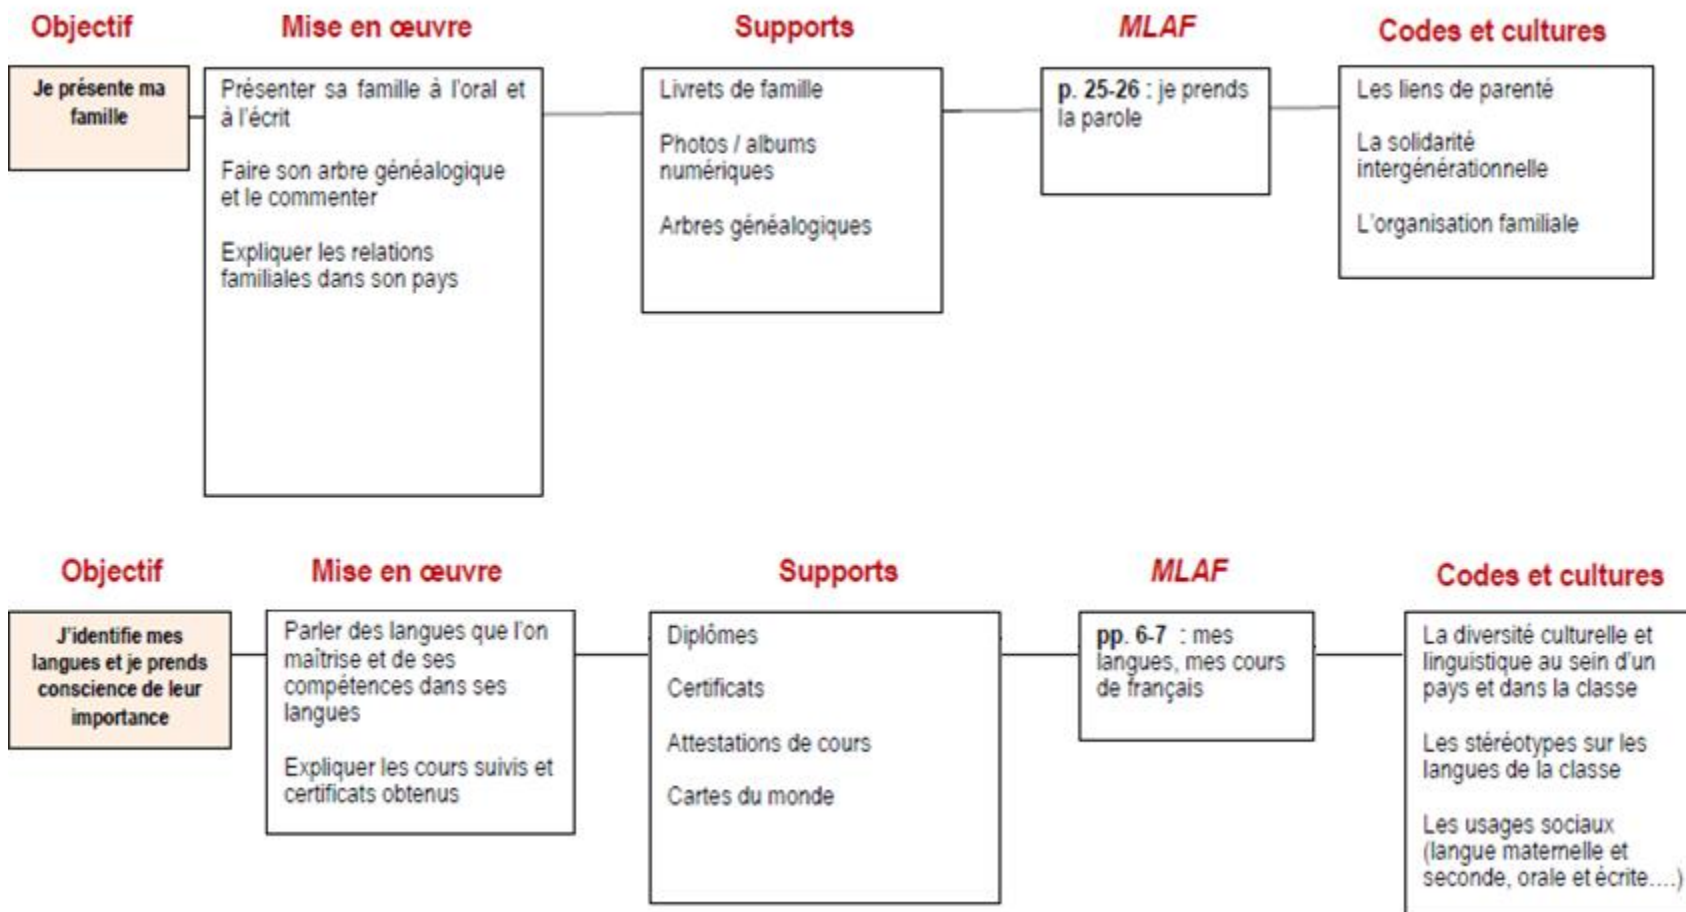 Objectif
Mise en œuvre
Supports
MLAF
Codes et cultures
Je présente ma
famille
Présenter sa famille à l'oral et
à l'écrit
Faire son arbre généalogique
et le commenter
Expliquer les relations
familiales dans son pays
Livrets de famille
Photos / albums
numériques
Arbres généalogiques
p. 25-26 : je prends
la parole
Les liens de parenté
La solidarité
intergénérationnelle
L'organisation familiale
Objectif
Mise en œuvre
Supports
MLAF
Codes et cultures
J'identifie mes
langues et je prends
conscience de leur
importance
Parler des langues que l'on
maîtrise et de ses
compétences dans ses
langues
Expliquer les cours suivis et
certificats obtenus
Diplômes
Certificats
Attestations de cours
Cartes du monde
pp. 6-7 : mes
langues, mes cours
de français
La diversité culturelle et
linguistique au sein d'un
pays et dans la classe
Les stéréotypes sur les
langues de la classe
Les usages sociaux
(langue maternelle et
seconde, orale et écrite....)